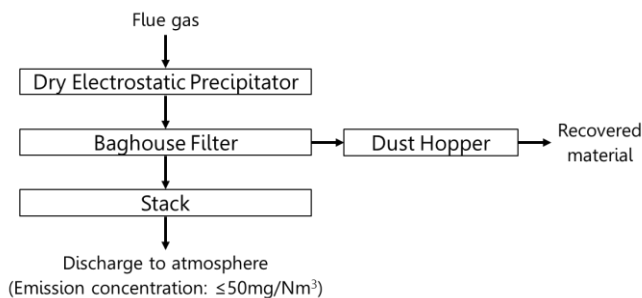 Flue gas
Dry Electrostatic Precipitator
Baghouse Filter
Dust Hopper
Recovered
material
Stack
Discharge to atmosphere
(Emission concentration: ≤50mg/Nm³)